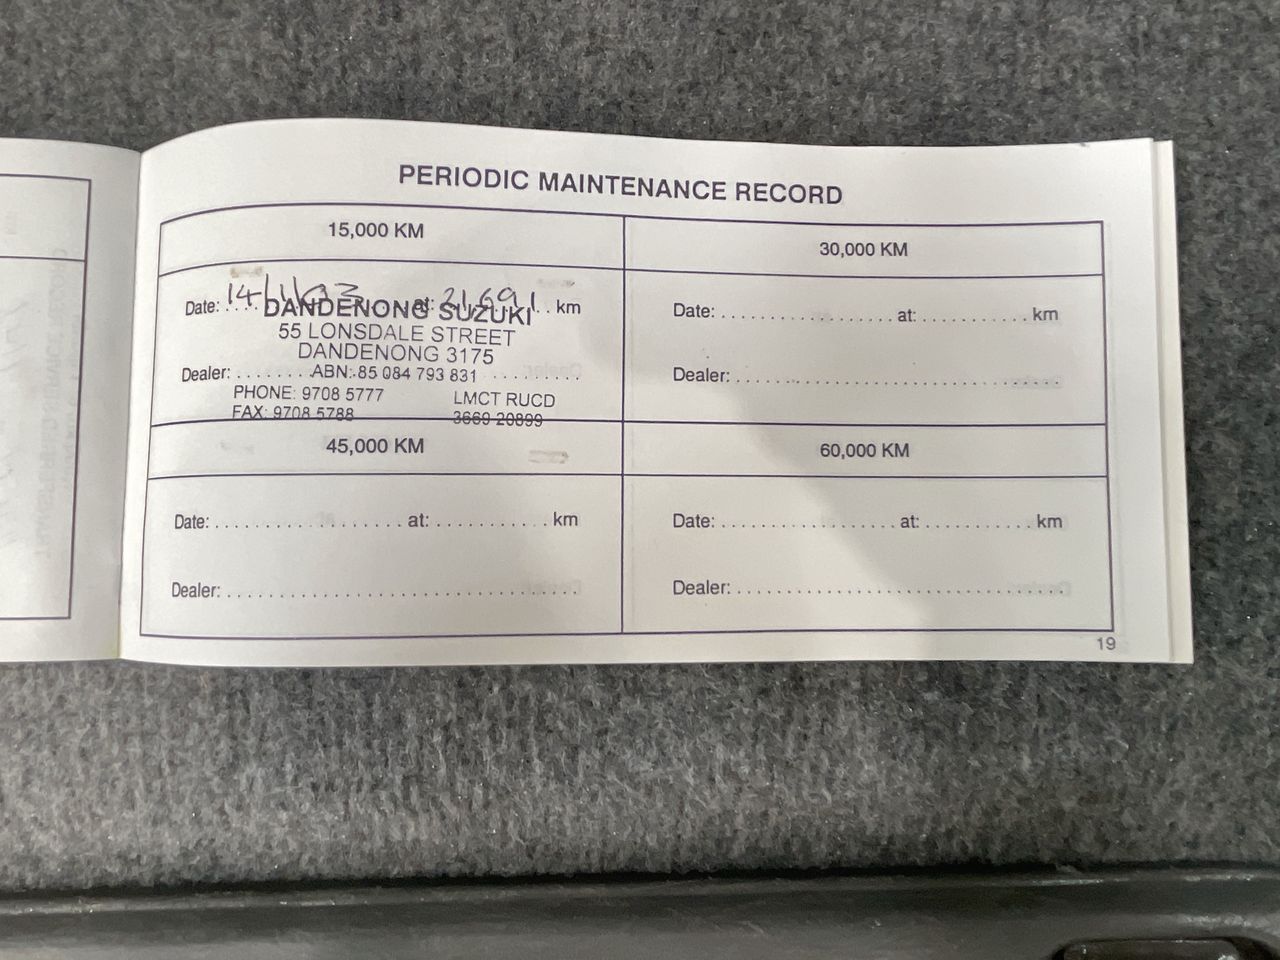 PERIODIC MAINTENANCE RECORD
15,000 KM
Date: 14/11/03 at: 21,691 km
DANDENONG SUZUKI
55 LONSDALE STREET
DANDENONG 3175
Dealer: ABN: 85 084 793 831
PHONE: 9708 5777 LMCT RUCD
FAX: 9708 5788 3669 20899
30,000 KM
Date: at: km
Dealer:
45,000 KM
Date: at: km
Dealer:
60,000 KM
Date: at: km
Dealer:
19